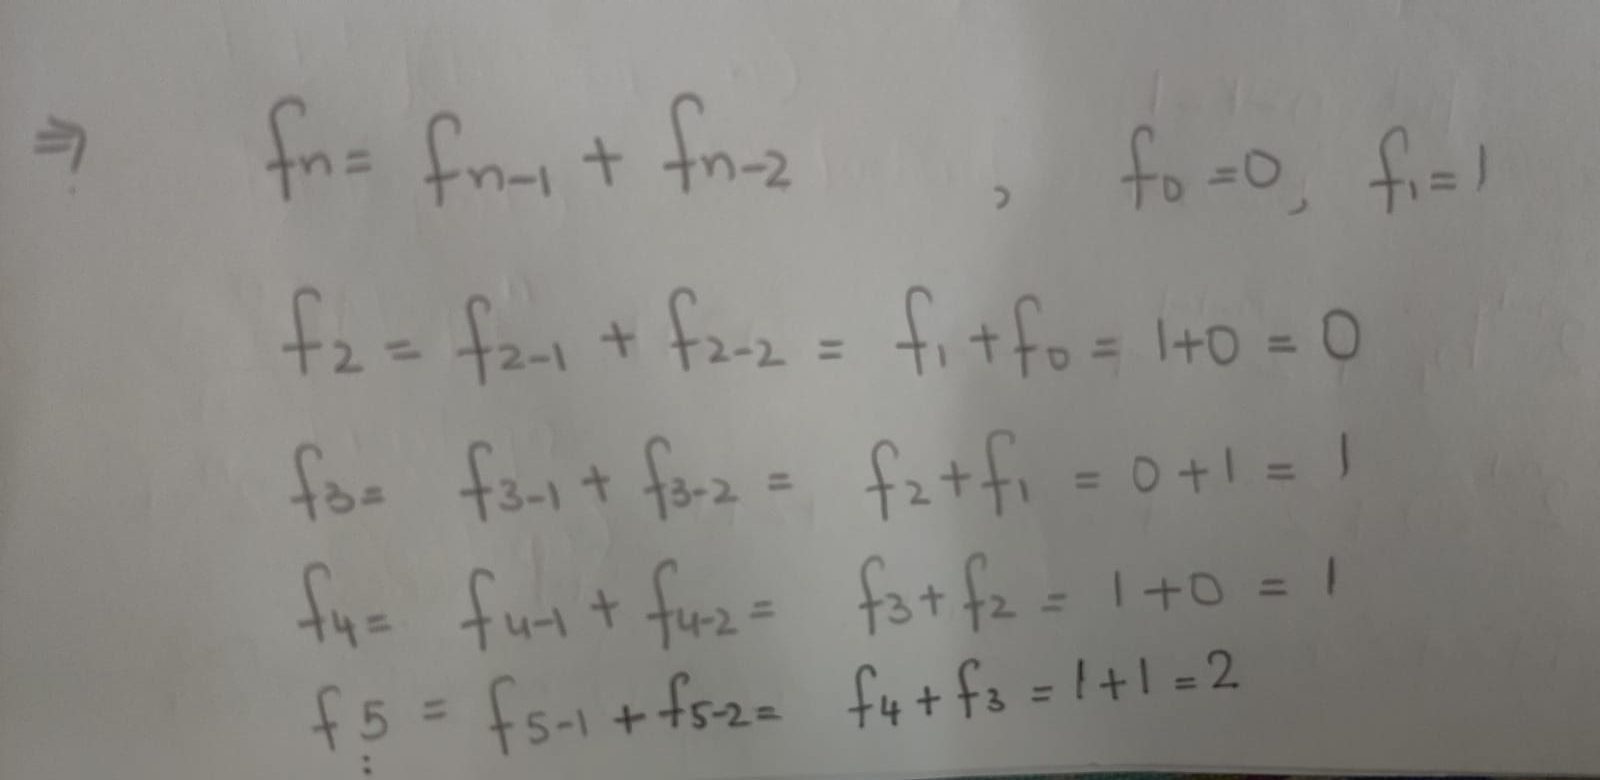 ⇒ fn = fn-1 + fn-2 , f0 = 0, f1 = 1
f2 = f2-1 + f2-2 = f1 + f0 = 1+0 = 0
f3 = f3-1 + f3-2 = f2 + f1 = 0+1 = 1
f4 = f4-1 + f4-2 = f3 + f2 = 1+0 = 1
f5 = f5-1 + f5-2 = f4 + f3 = 1+1 = 2
: